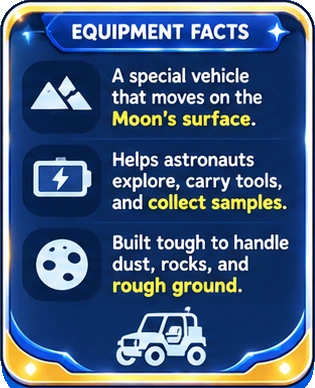 EQUIPMENT FACTS
A special vehicle
that moves on the
Moon's surface.
Helps astronauts
explore, carry tools,
and collect samples.
Built tough to handle
dust, rocks, and
rough ground.